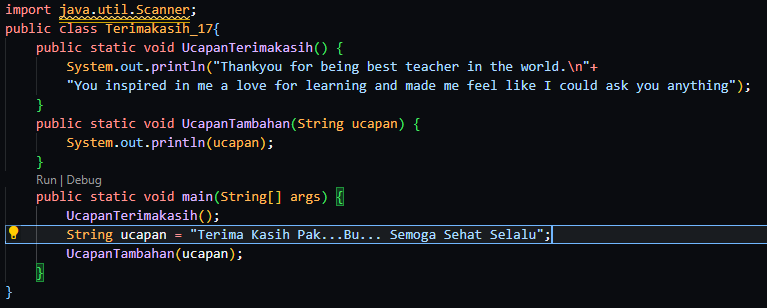 import java.util.Scanner;
public class Terimakasih_17{
    public static void UcapanTerimakasih() {
        System.out.println("Thankyou for being best teacher in the world.\n"+
        "You inspired in me a love for learning and made me feel like I could ask you anything");
    }
    public static void UcapanTambahan(String ucapan) {
        System.out.println(ucapan);
    }
    Run | Debug
    public static void main(String[] args) {
        UcapanTerimakasih();
        String ucapan = "Terima Kasih Pak...Bu... Semoga Sehat Selalu";
        UcapanTambahan(ucapan);
    }
}